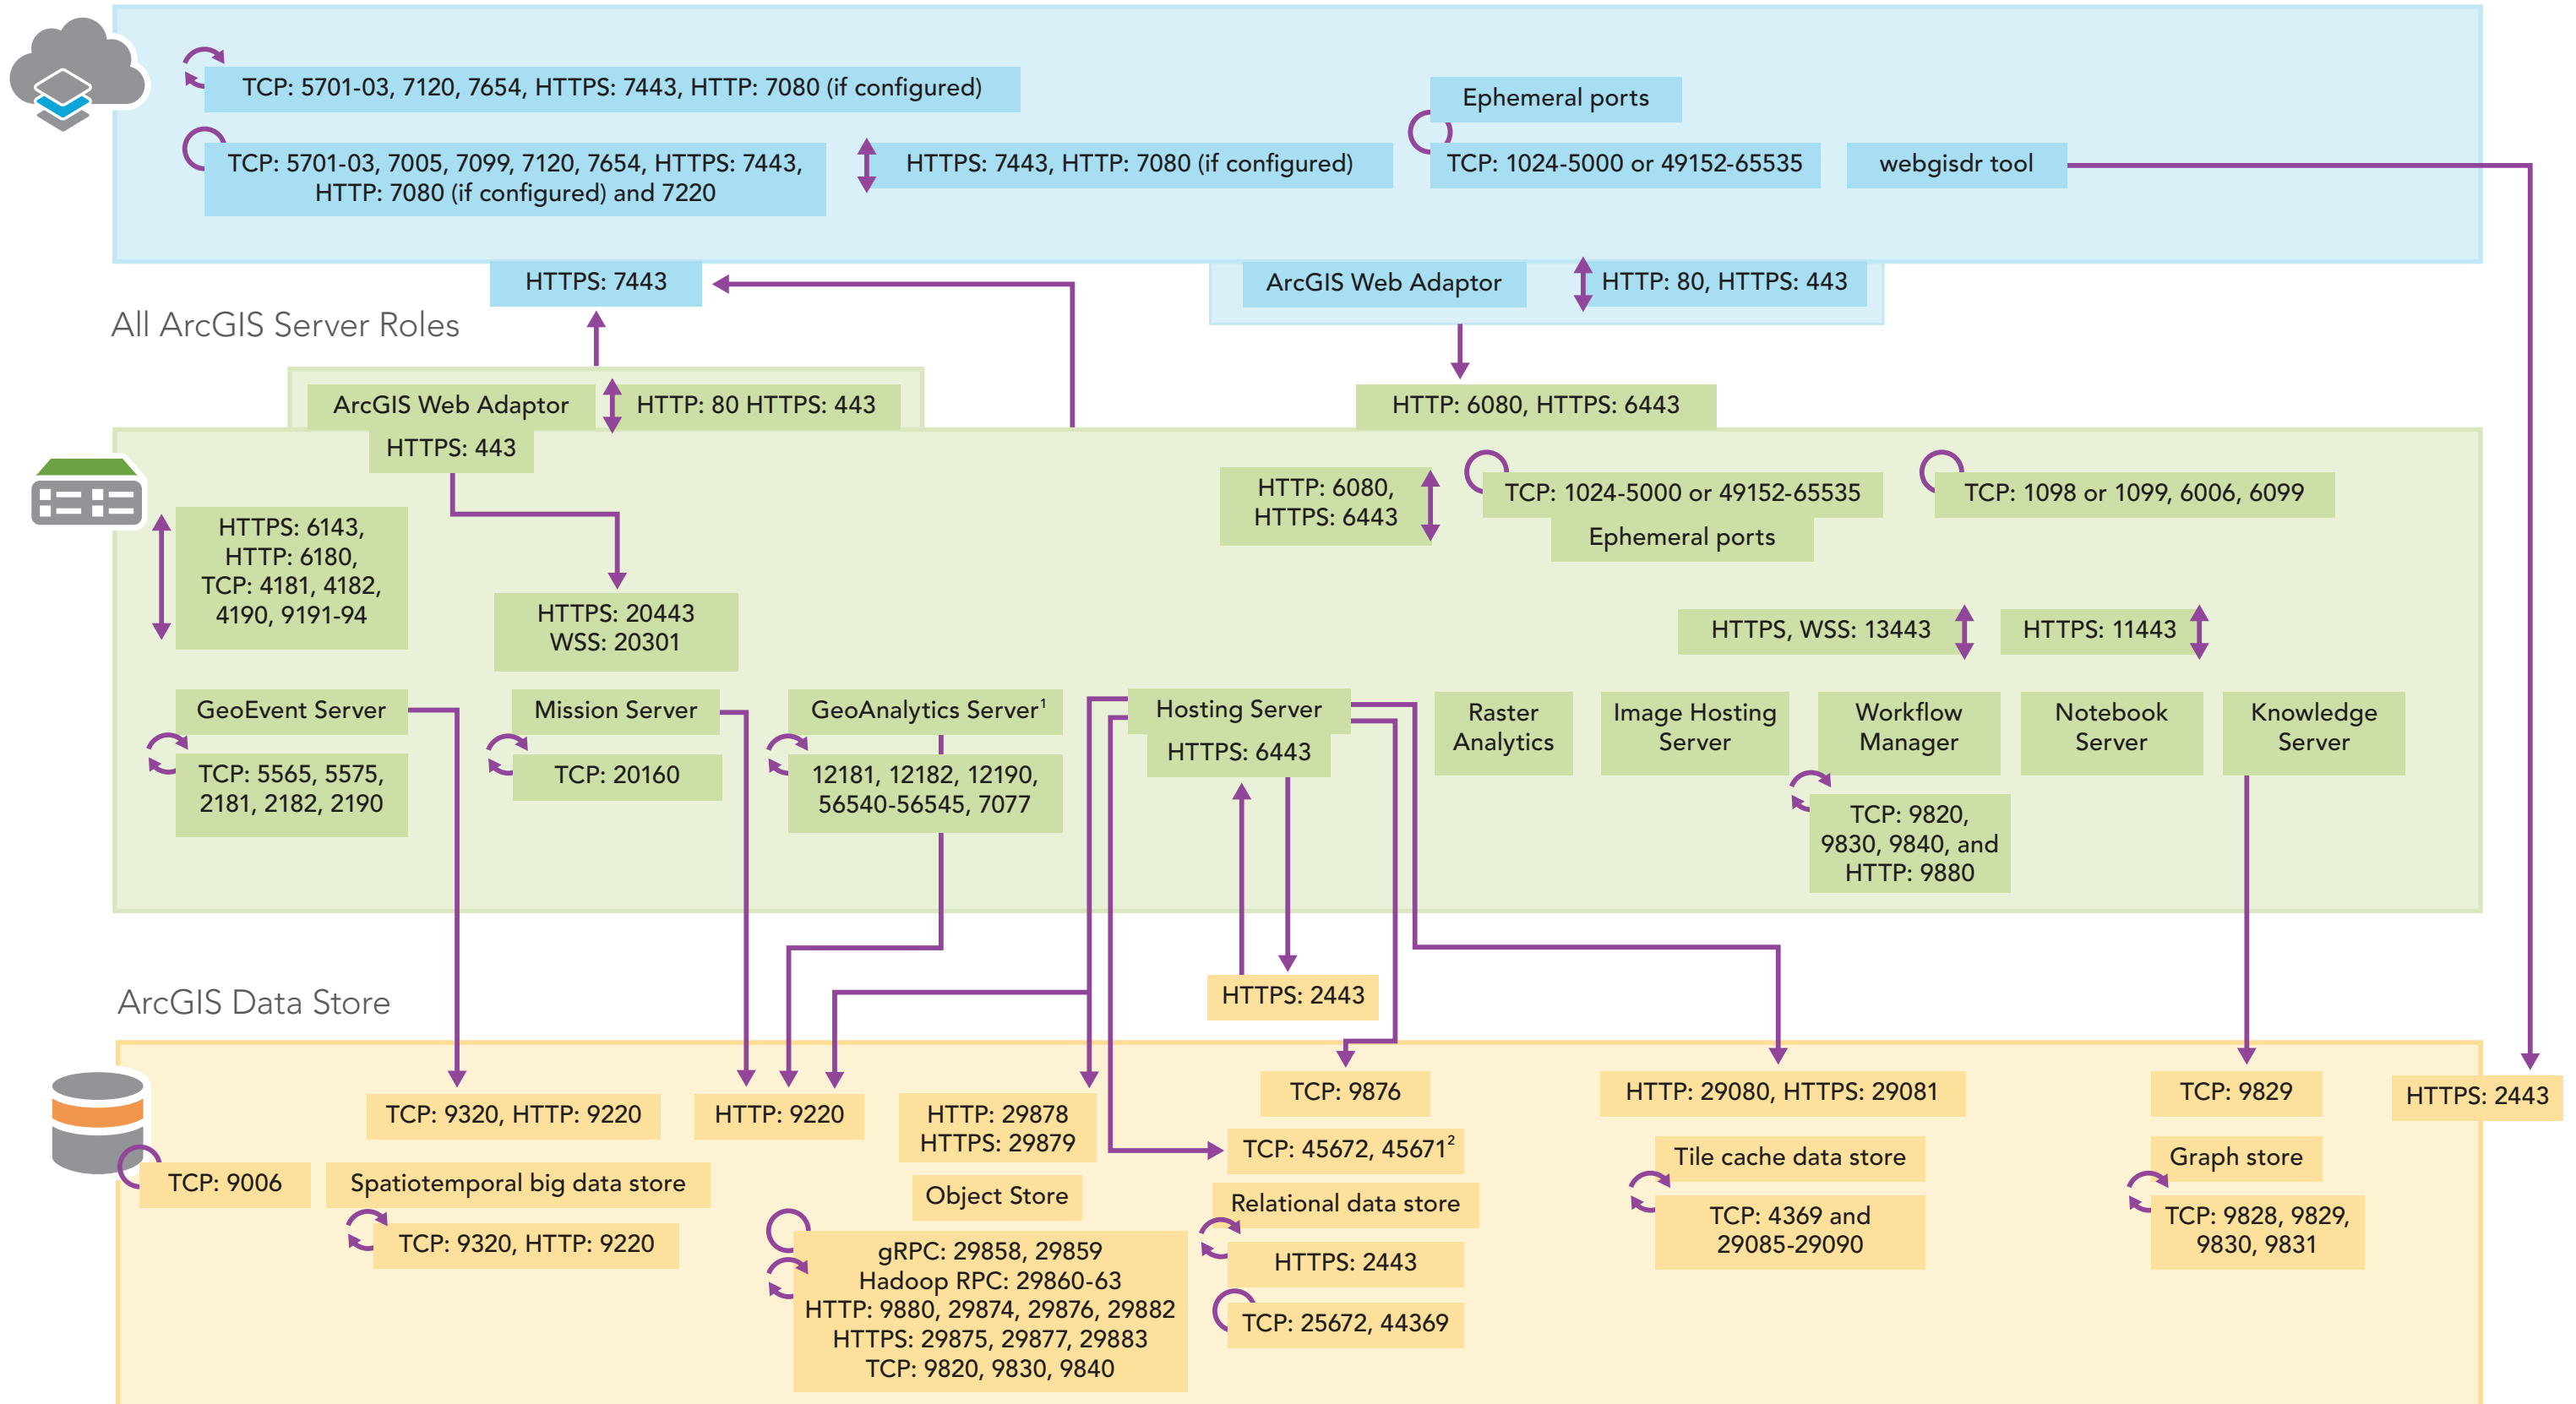 TCP: 5701-03, 7120, 7654, HTTPS: 7443, HTTP: 7080 (if configured)
Ephemeral ports
TCP: 5701-03, 7005, 7099, 7120, 7654, HTTPS: 7443,
HTTP: 7080 (if configured) and 7220
HTTPS: 7443, HTTP: 7080 (if configured)
TCP: 1024-5000 or 49152-65535
webgisdr tool
HTTPS: 7443
ArcGIS Web Adaptor
HTTP: 80, HTTPS: 443
All ArcGIS Server Roles
ArcGIS Web Adaptor
HTTP: 80 HTTPS: 443
HTTP: 6080, HTTPS: 6443
HTTPS: 443
HTTP: 6080,
HTTPS: 6443
TCP: 1024-5000 or 49152-65535
Ephemeral ports
TCP: 1098 or 1099, 6006, 6099
HTTPS: 6143,
HTTP: 6180,
TCP: 4181, 4182,
4190, 9191-94
HTTPS: 20443
WSS: 20301
HTTPS, WSS: 13443
HTTPS: 11443
GeoEvent Server
Mission Server
GeoAnalytics Server¹
Hosting Server
HTTPS: 6443
Raster
Analytics
Image Hosting
Server
Workflow
Manager
Notebook
Server
Knowledge
Server
TCP: 5565, 5575,
2181, 2182, 2190
TCP: 20160
12181, 12182, 12190,
56540-56545, 7077
TCP: 9820,
9830, 9840, and
HTTP: 9880
HTTPS: 2443
ArcGIS Data Store
TCP: 9320, HTTP: 9220
HTTP: 9220
HTTP: 29878
HTTPS: 29879
TCP: 9876
HTTP: 29080, HTTPS: 29081
TCP: 9829
HTTPS: 2443
TCP: 45672, 45671²
TCP: 9006
Spatiotemporal big data store
Object Store
Relational data store
Tile cache data store
Graph store
TCP: 9320, HTTP: 9220
gRPC: 29858, 29859
Hadoop RPC: 29860-63
HTTP: 9880, 29874, 29876, 29882
HTTPS: 29875, 29877, 29883
TCP: 9820, 9830, 9840
HTTPS: 2443
TCP: 25672, 44369
TCP: 4369 and
29085-29090
TCP: 9828, 9829,
9830, 9831